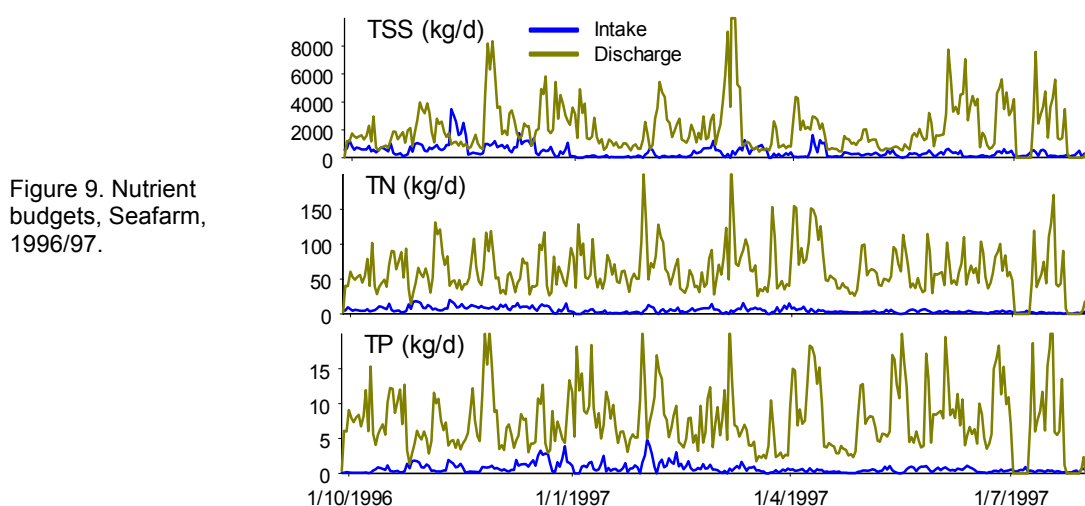 Figure 9. Nutrient
budgets, Seafarm,
1996/97.
TSS (kg/d)
Intake
Discharge
8000
6000
4000
2000
0
TN (kg/d)
150
100
50
0
TP (kg/d)
15
10
5
0
1/10/1996 1/1/1997 1/4/1997 1/7/1997